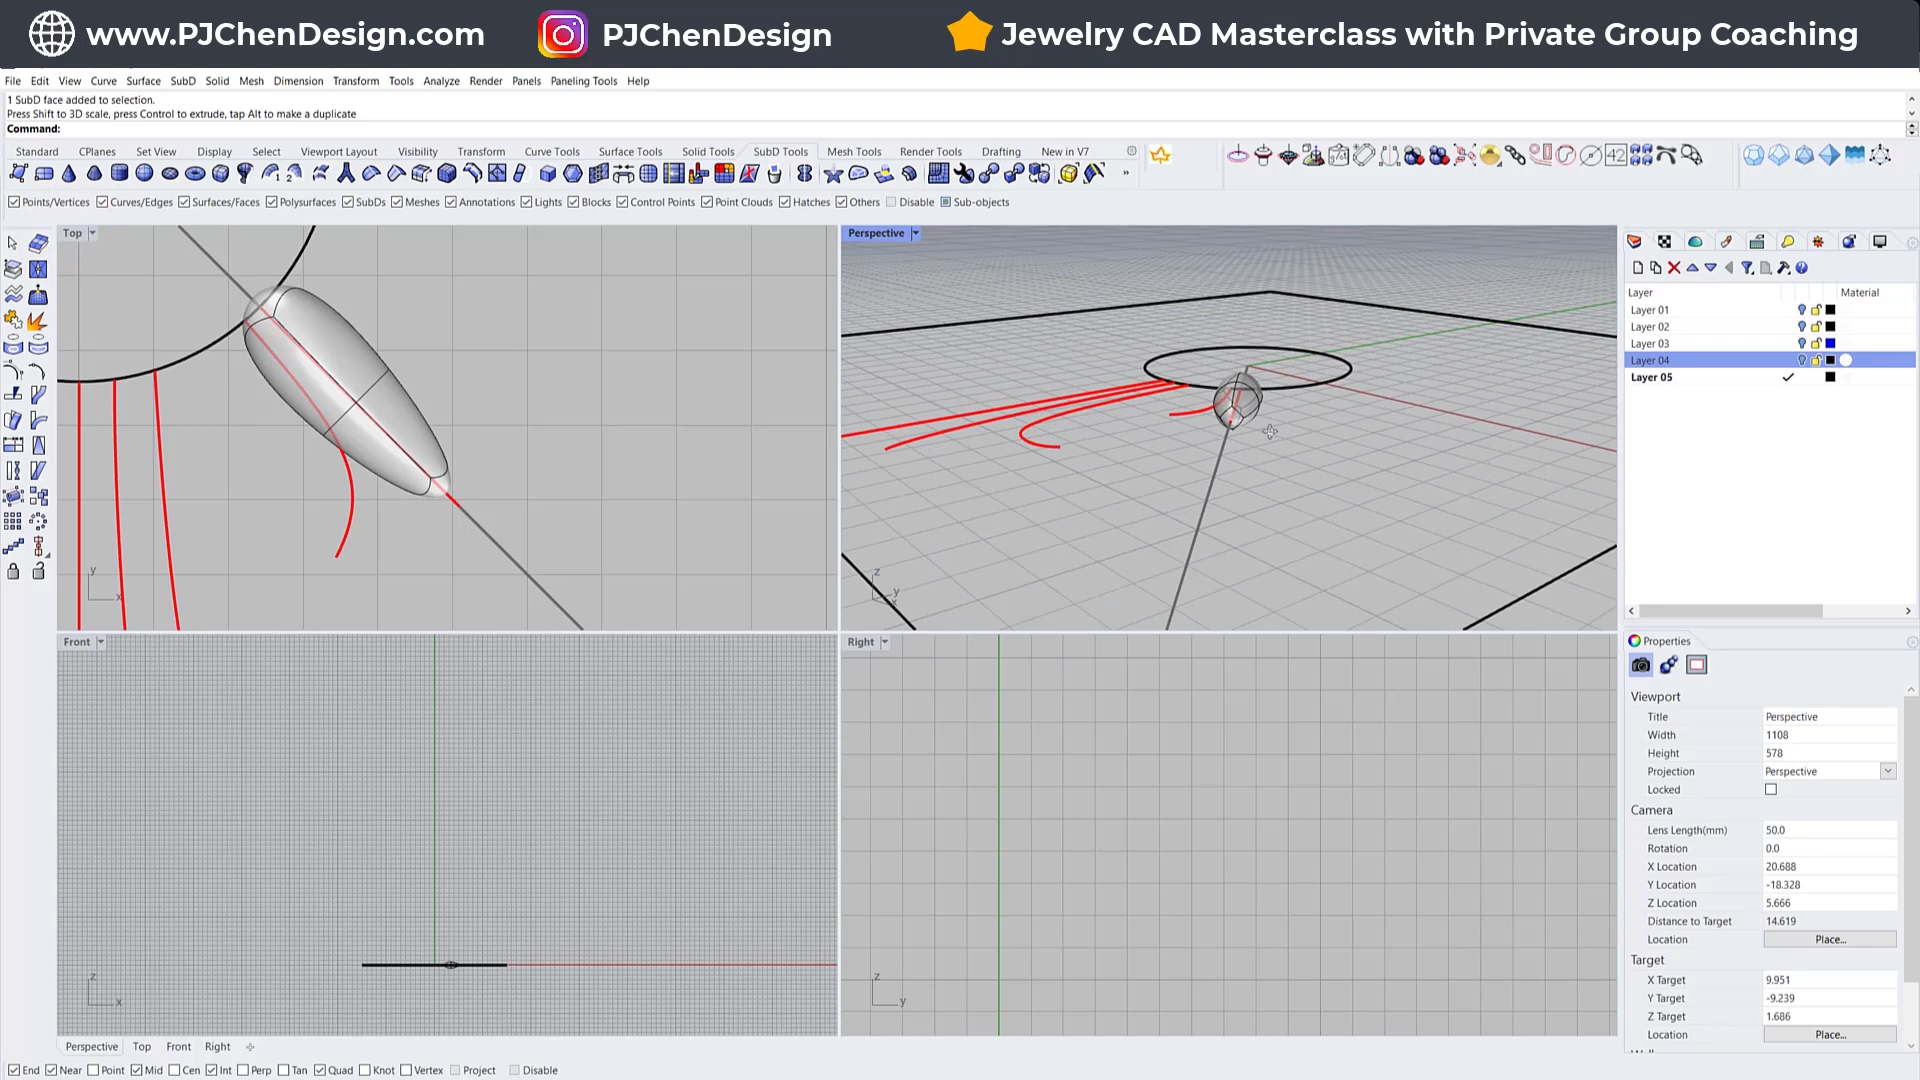 www.PJChenDesign.com PJChenDesign Jewelry CAD Masterclass with Private Group Coaching
File Edit View Curve Surface SubD Solid Mesh Dimension Transform Tools Analyze Render Panels Paneling Tools Help
1 SubD face added to selection.
Press Shift to 3D scale, press Control to extrude, tap Alt to make a duplicate
Command:
Standard CPlanes Set View Display Select Viewport Layout Visibility Transform Curve Tools Surface Tools Solid Tools SubD Tools Mesh Tools Render Tools Drafting New in V7
Points/Vertices Curves/Edges Surfaces/Faces Polysurfaces SubDs Meshes Annotations Lights Blocks Control Points Point Clouds Hatches Others Disable Sub-objects
Top
Perspective
Layer Material
Layer 01
Layer 02
Layer 03
Layer 04
Layer 05
y
x
z
y
x
Front
Right
Properties
Viewport
Title Perspective
Width 1108
Height 578
Projection Perspective
Locked
Camera
Lens Length(mm) 50.0
Rotation 0.0
X Location 20.688
Y Location -18.328
Z Location 5.666
Distance to Target 14.619
Location Place...
Target
X Target 9.951
Y Target -9.239
Z Target 1.686
Location Place...
z
x
z
y
Perspective Top Front Right
End Near Point Mid Cen Int Perp Tan Quad Knot Vertex Project Disable